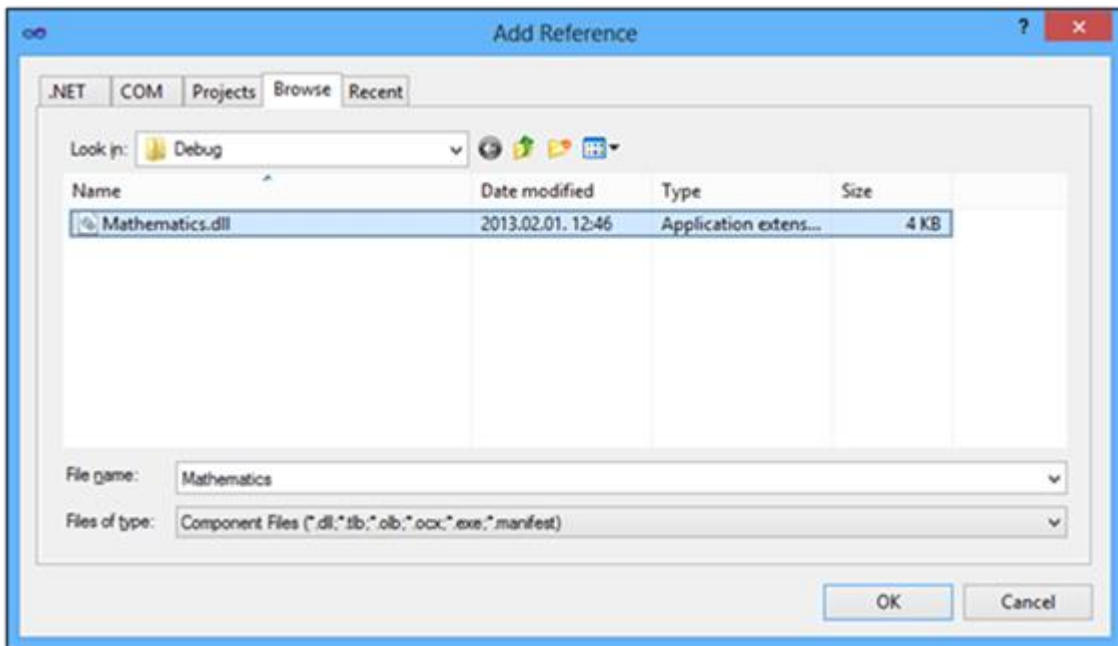 Add Reference ?
.NET COM Projects Browse Recent
Look in: Debug
Name Date modified Type Size
Mathematics.dll 2013.02.01. 12:46 Application extens... 4 KB
File name: Mathematics
Files of type: Component Files (*.dll;*.tlb;*.olb;*.ocx;*.exe;*.manifest)
OK Cancel